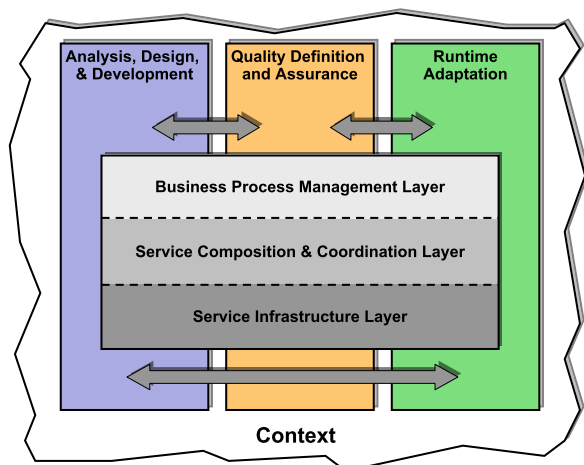 Analysis, Design,
& Development
Quality Definition
and Assurance
Runtime
Adaptation
Business Process Management Layer
Service Composition & Coordination Layer
Service Infrastructure Layer
Context